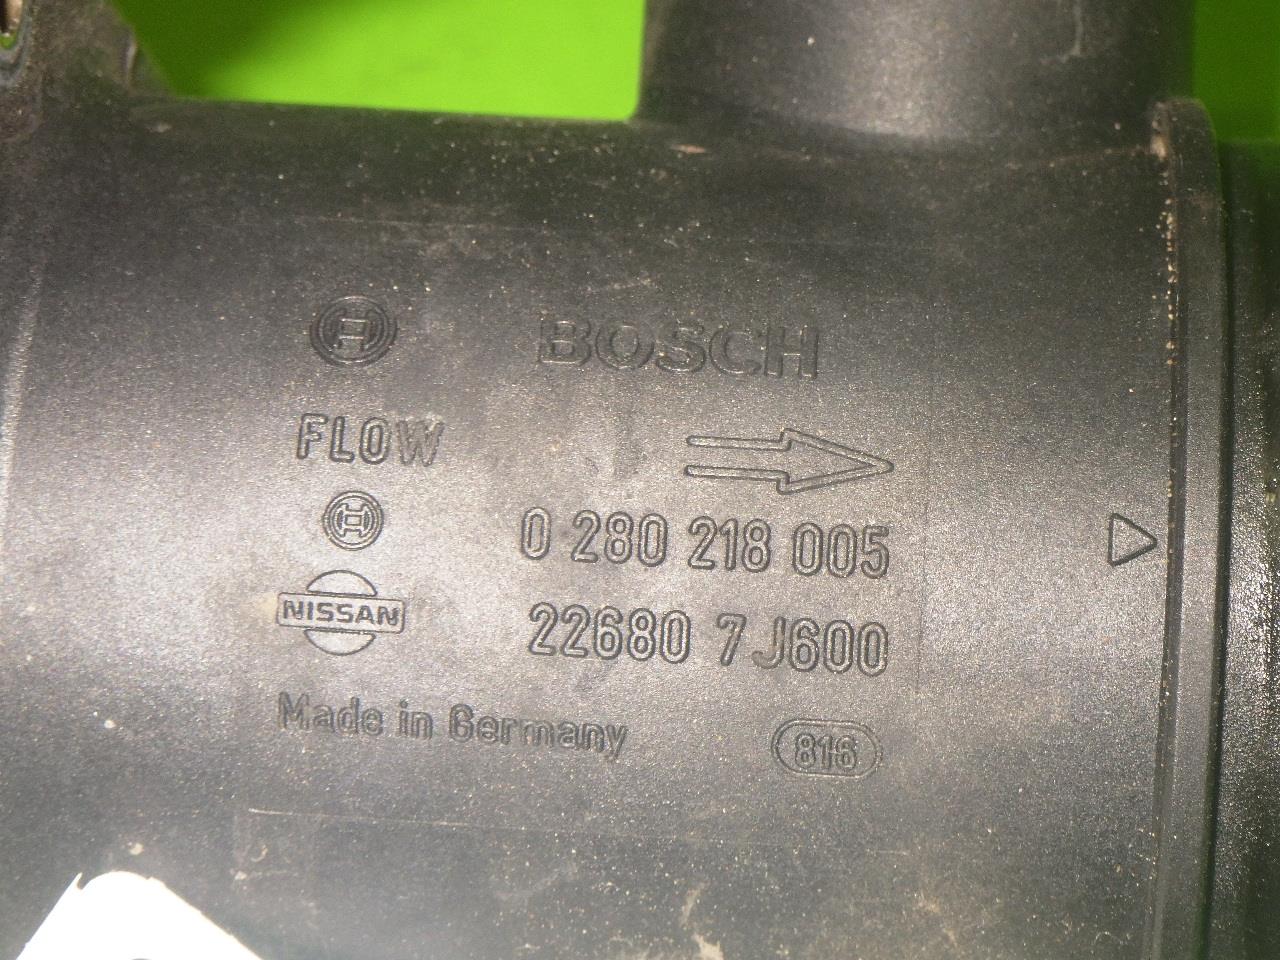 BOSCH
FLOW
0 280 218 005
NISSAN 22680 7J600
Made in Germany 816